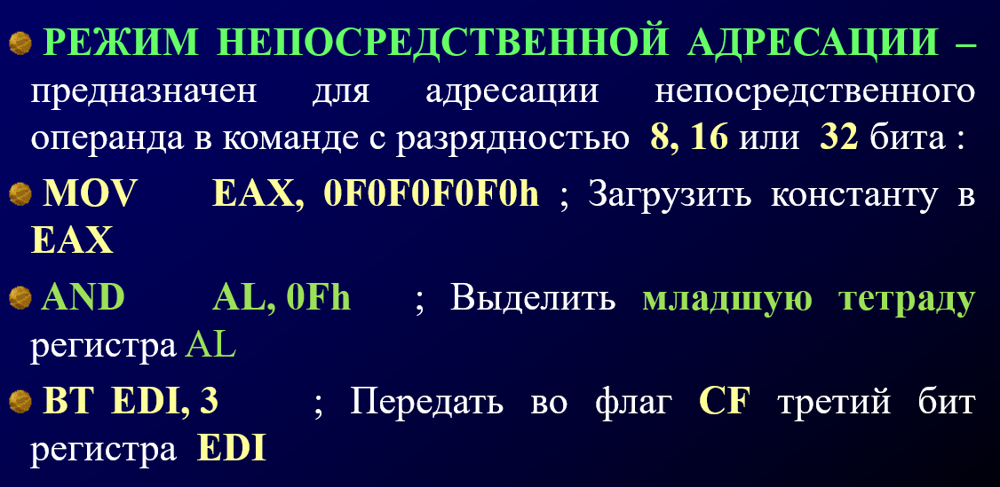 РЕЖИМ НЕПОСРЕДСТВЕННОЙ АДРЕСАЦИИ –
предназначен для адресации непосредственного
операнда в команде с разрядностью 8, 16 или 32 бита :
MOV EAX, 0F0F0F0F0h ; Загрузить константу в
EAX
AND AL, 0Fh ; Выделить младшую тетраду
регистра AL
BT EDI, 3 ; Передать во флаг CF третий бит
регистра EDI